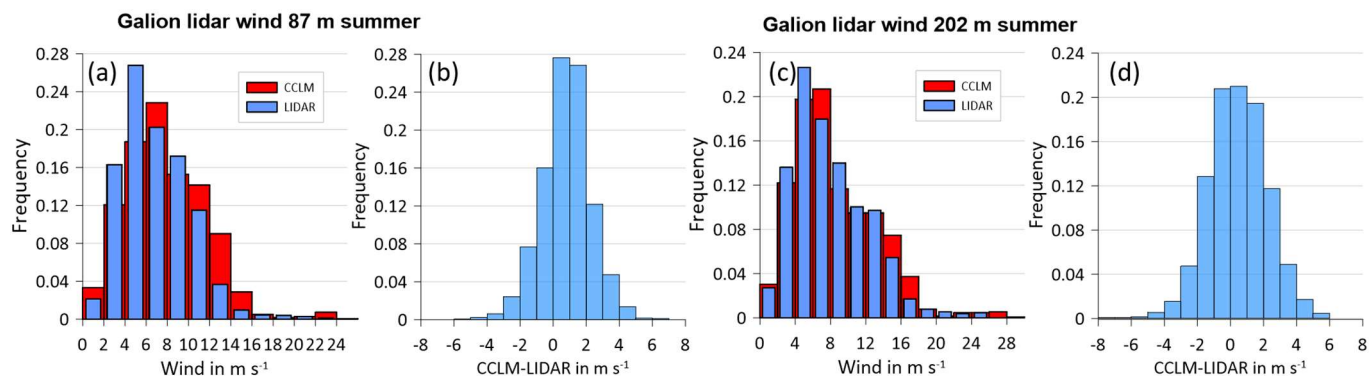 Galion lidar wind 87 m summer
Galion lidar wind 202 m summer
(a)
CCLM
LIDAR
Frequency
0.28
0.24
0.2
0.16
0.12
0.08
0.04
0
0 2 4 6 8 10 12 14 16 18 20 22 24
Wind in m s⁻¹
(b)
0.28
0.24
0.2
0.16
0.12
0.08
0.04
0
-8 -6 -4 -2 0 2 4 6 8
CCLM-LIDAR in m s⁻¹
(c)
CCLM
LIDAR
Frequency
0.24
0.2
0.16
0.12
0.08
0.04
0
0 4 8 12 16 20 24 28
Wind in m s⁻¹
(d)
Frequency
0.24
0.2
0.16
0.12
0.08
0.04
0
-8 -6 -4 -2 0 2 4 6 8
CCLM-LIDAR in m s⁻¹